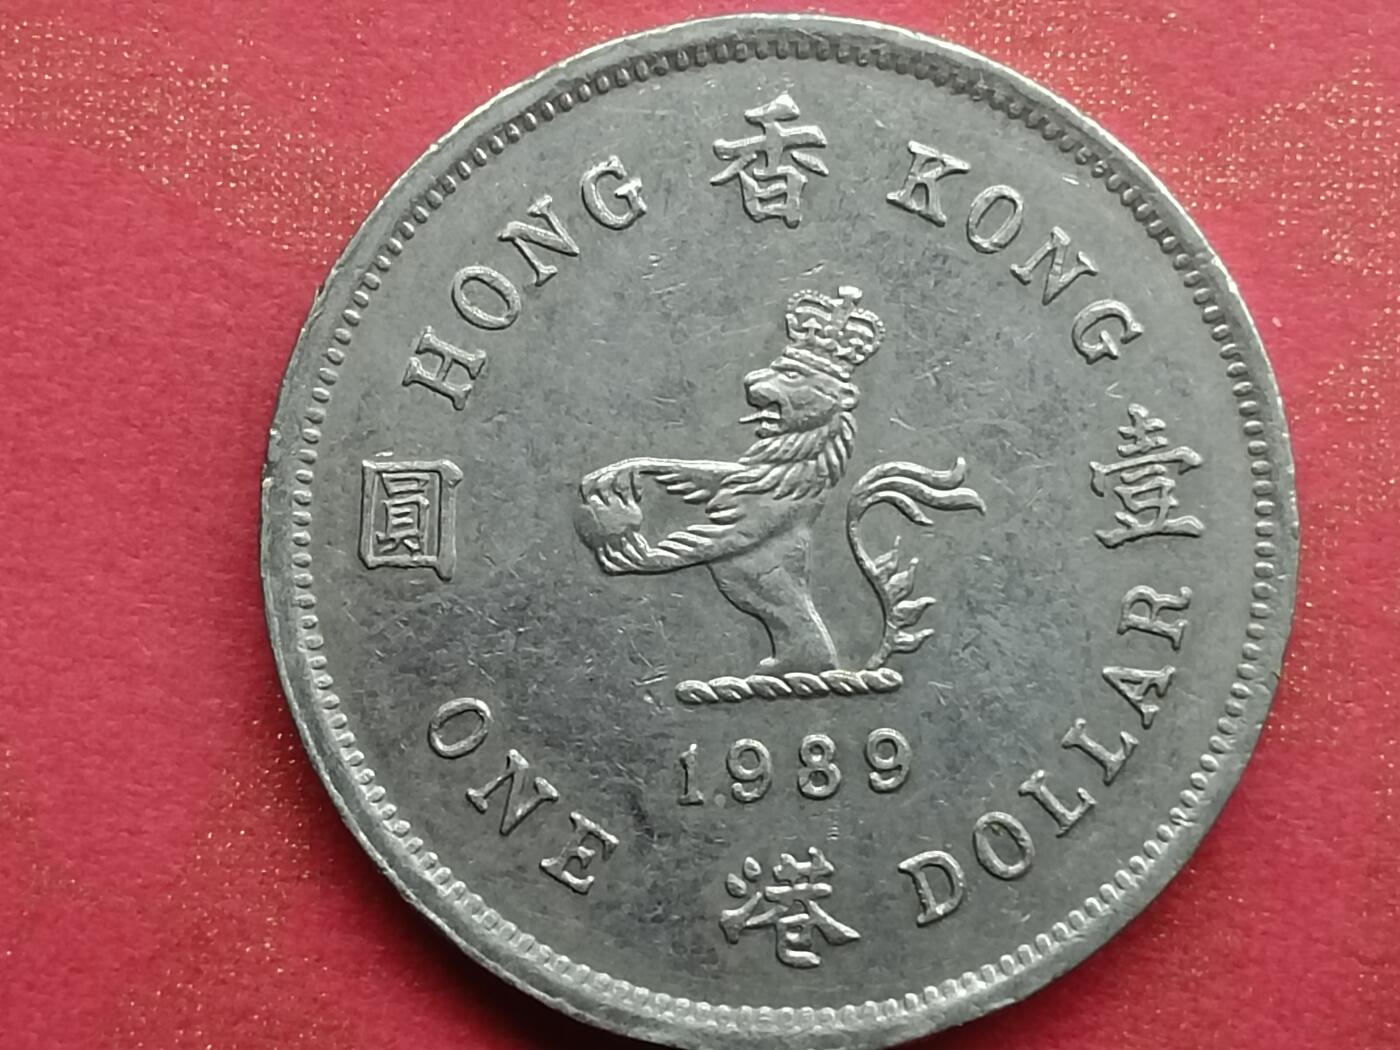 HONG KONG
香港
壹圓
1989
ONE DOLLAR